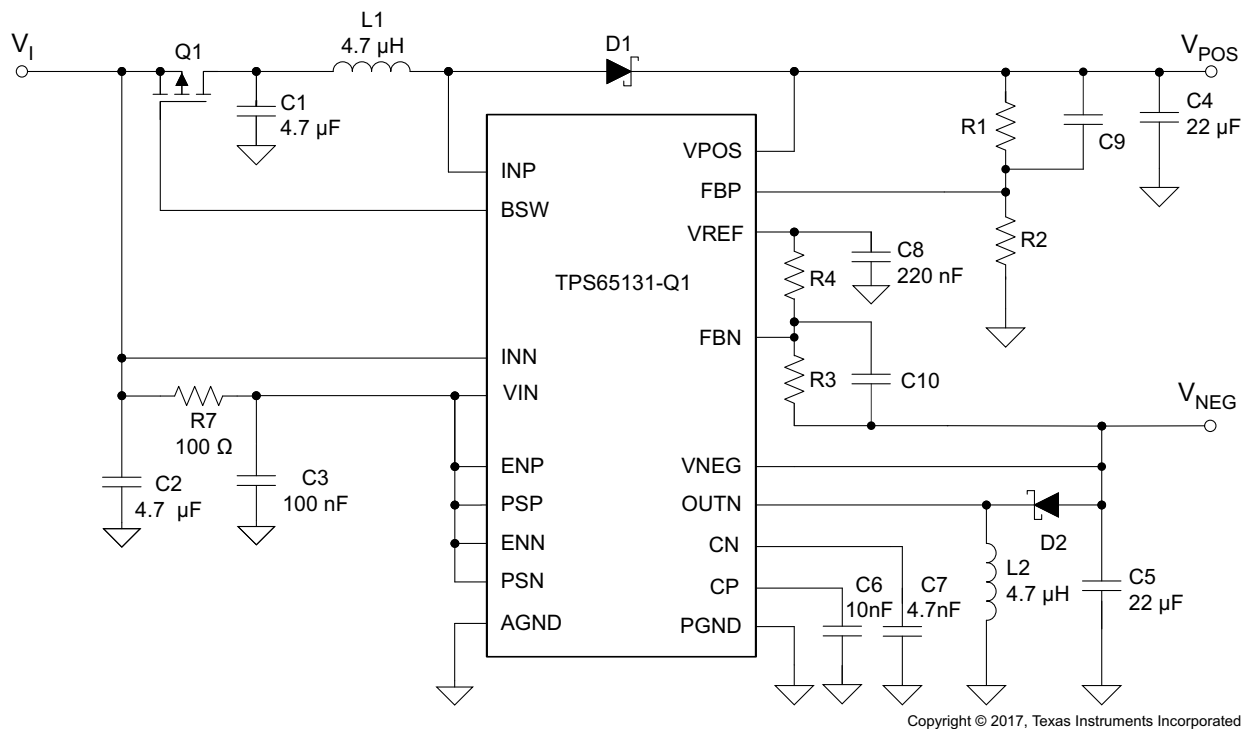 V_I
Q1
L1
4.7 µH
D1
V_POS
C1
4.7 µF
R1
C9
C4
22 µF
R2
INP
BSW
INN
VIN
ENP
PSP
ENN
PSN
AGND
TPS65131-Q1
VPOS
FBP
VREF
FBN
VNEG
OUTN
CN
CP
PGND
R4
C8
220 nF
R3
C10
V_NEG
R7
100 Ω
C2
4.7 µF
C3
100 nF
D2
L2
4.7 µH
C5
22 µF
C6
10nF
C7
4.7nF
Copyright © 2017, Texas Instruments Incorporated